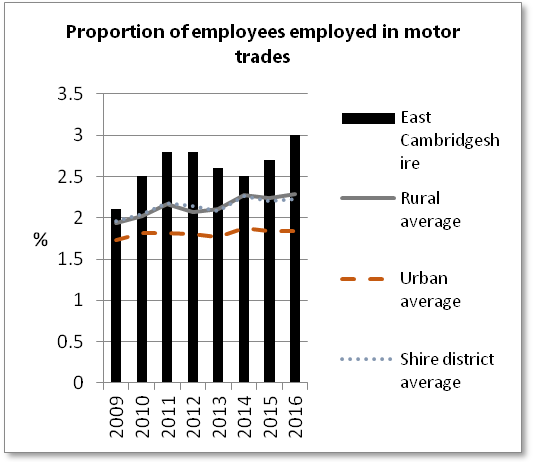 Proportion of employees employed in motor
trades
3.5
3
2.5
2
1.5
1
0.5
0
%
2009
2010
2011
2012
2013
2014
2015
2016
East
Cambridgesh
ire
Rural
average
Urban
average
Shire district
average